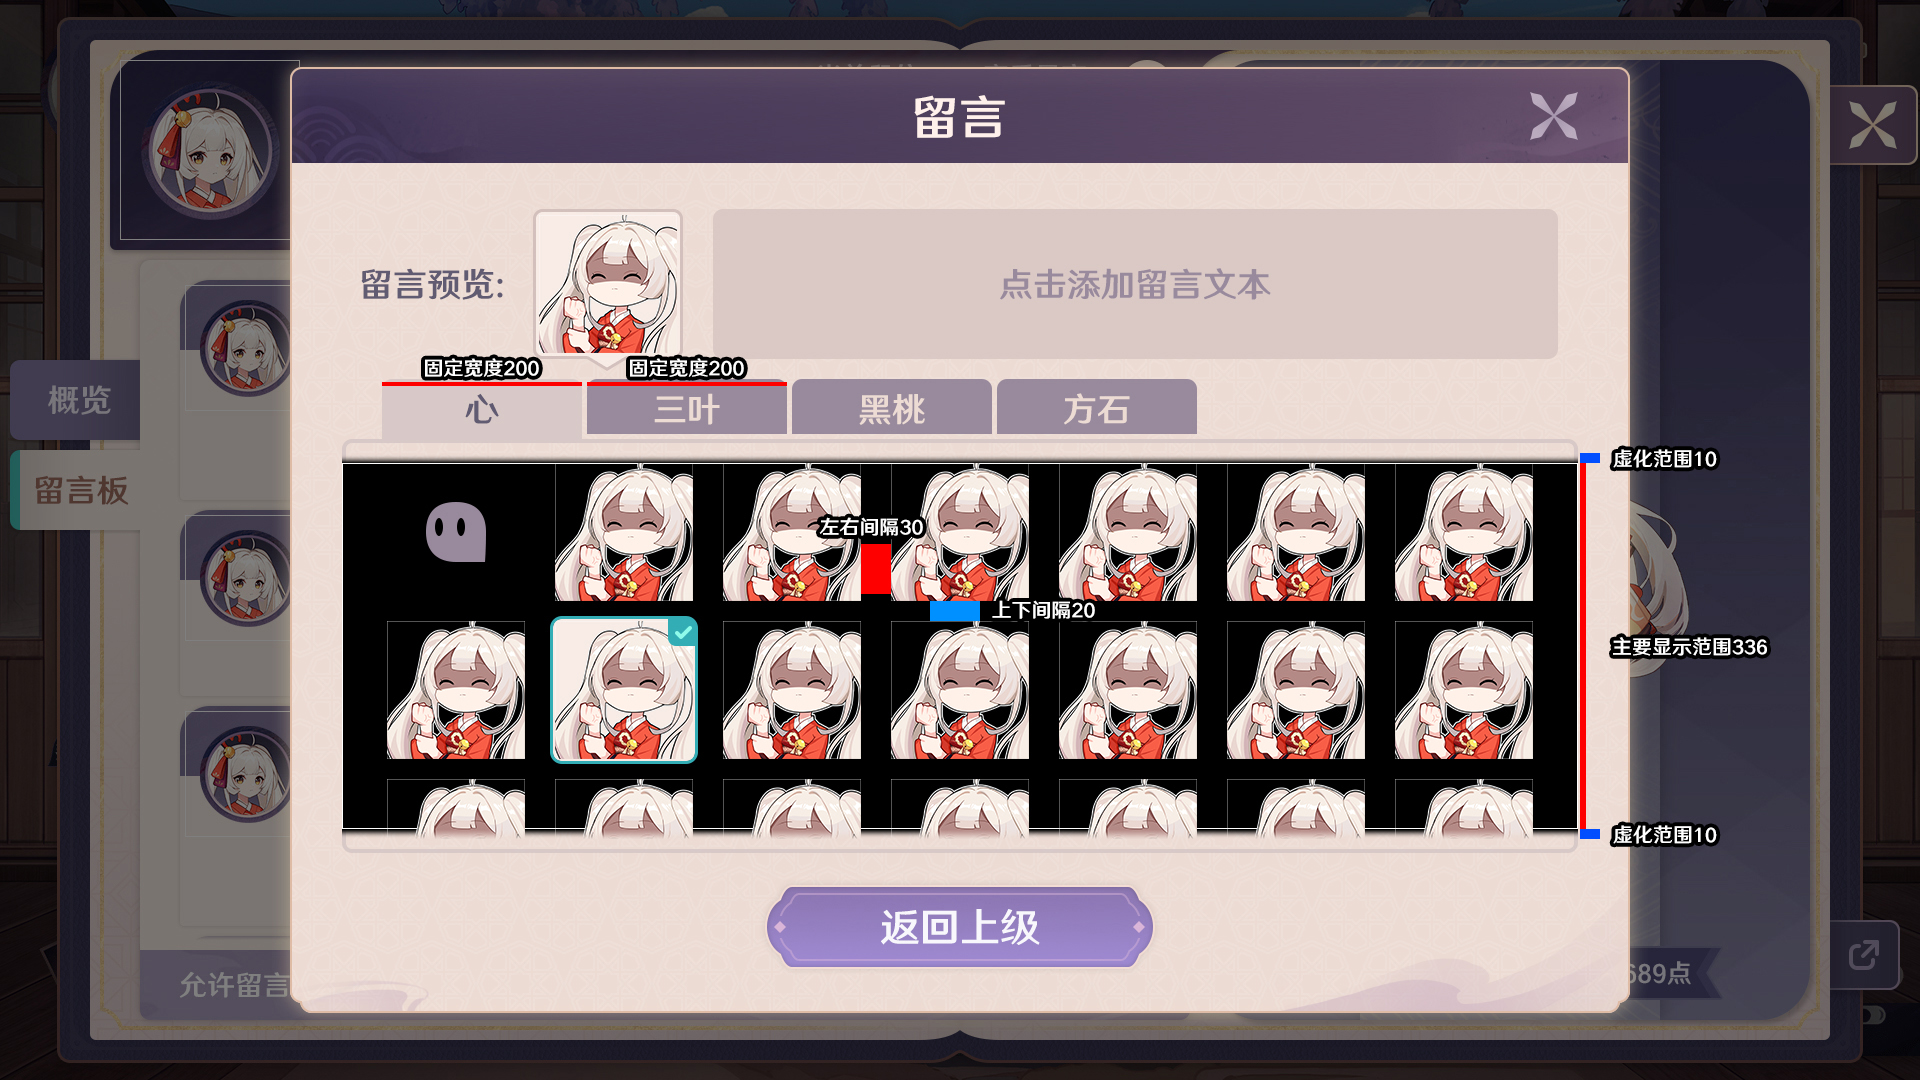 留言
留言预览:
点击添加留言文本
固定宽度200
固定宽度200
概览
心
三叶
黑桃
方石
虚化范围10
留言板
左右间隔30
上下间隔20
主要显示范围336
虚化范围10
返回上级
允许留言
689点